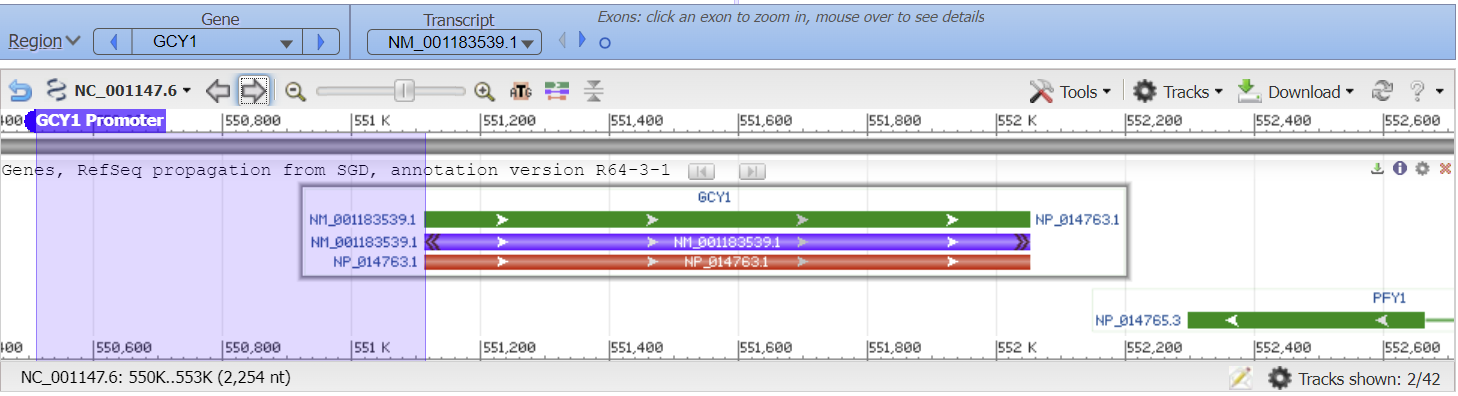 Gene
Transcript
Exons: click an exon to zoom in, mouse over to see details
Region
GCY1
NM_001183539.1
NC_001147.6
ATG
Tools
Tracks
Download
?
400
GCY1 Promoter
550,800
551 K
551,200
551,400
551,600
551,800
552 K
552,200
552,400
552,600
Genes, RefSeq propagation from SGD, annotation version R64-3-1
GCY1
NM_001183539.1
NP_014763.1
NM_001183539.1
NM_001183539.1
NP_014763.1
NP_014763.1
PFY1
NP_014765.3
400
550,600
550,800
551 K
551,200
551,400
551,600
551,800
552 K
552,200
552,400
552,600
NC_001147.6: 550K..553K (2,254 nt)
Tracks shown: 2/42